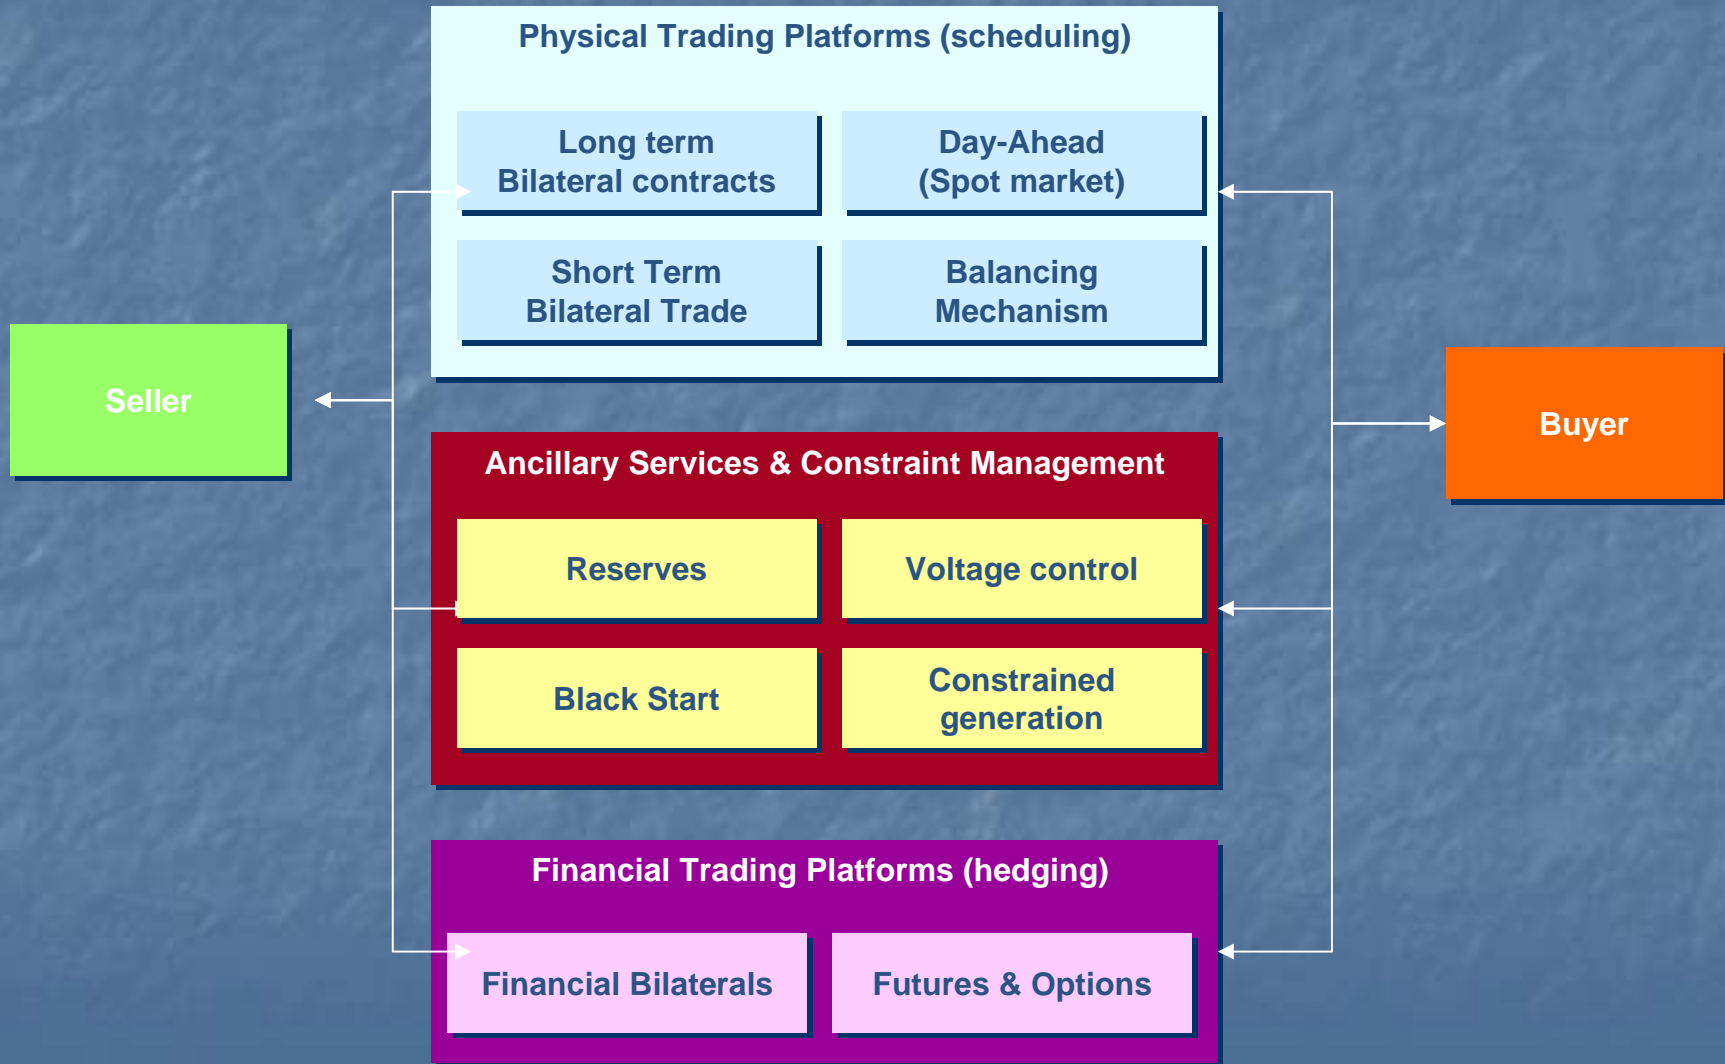 Physical Trading Platforms (scheduling)
Long term
Bilateral contracts
Day-Ahead
(Spot market)
Short Term
Bilateral Trade
Balancing
Mechanism
Seller
Buyer
Ancillary Services & Constraint Management
Reserves
Voltage control
Black Start
Constrained
generation
Financial Trading Platforms (hedging)
Financial Bilaterals
Futures & Options